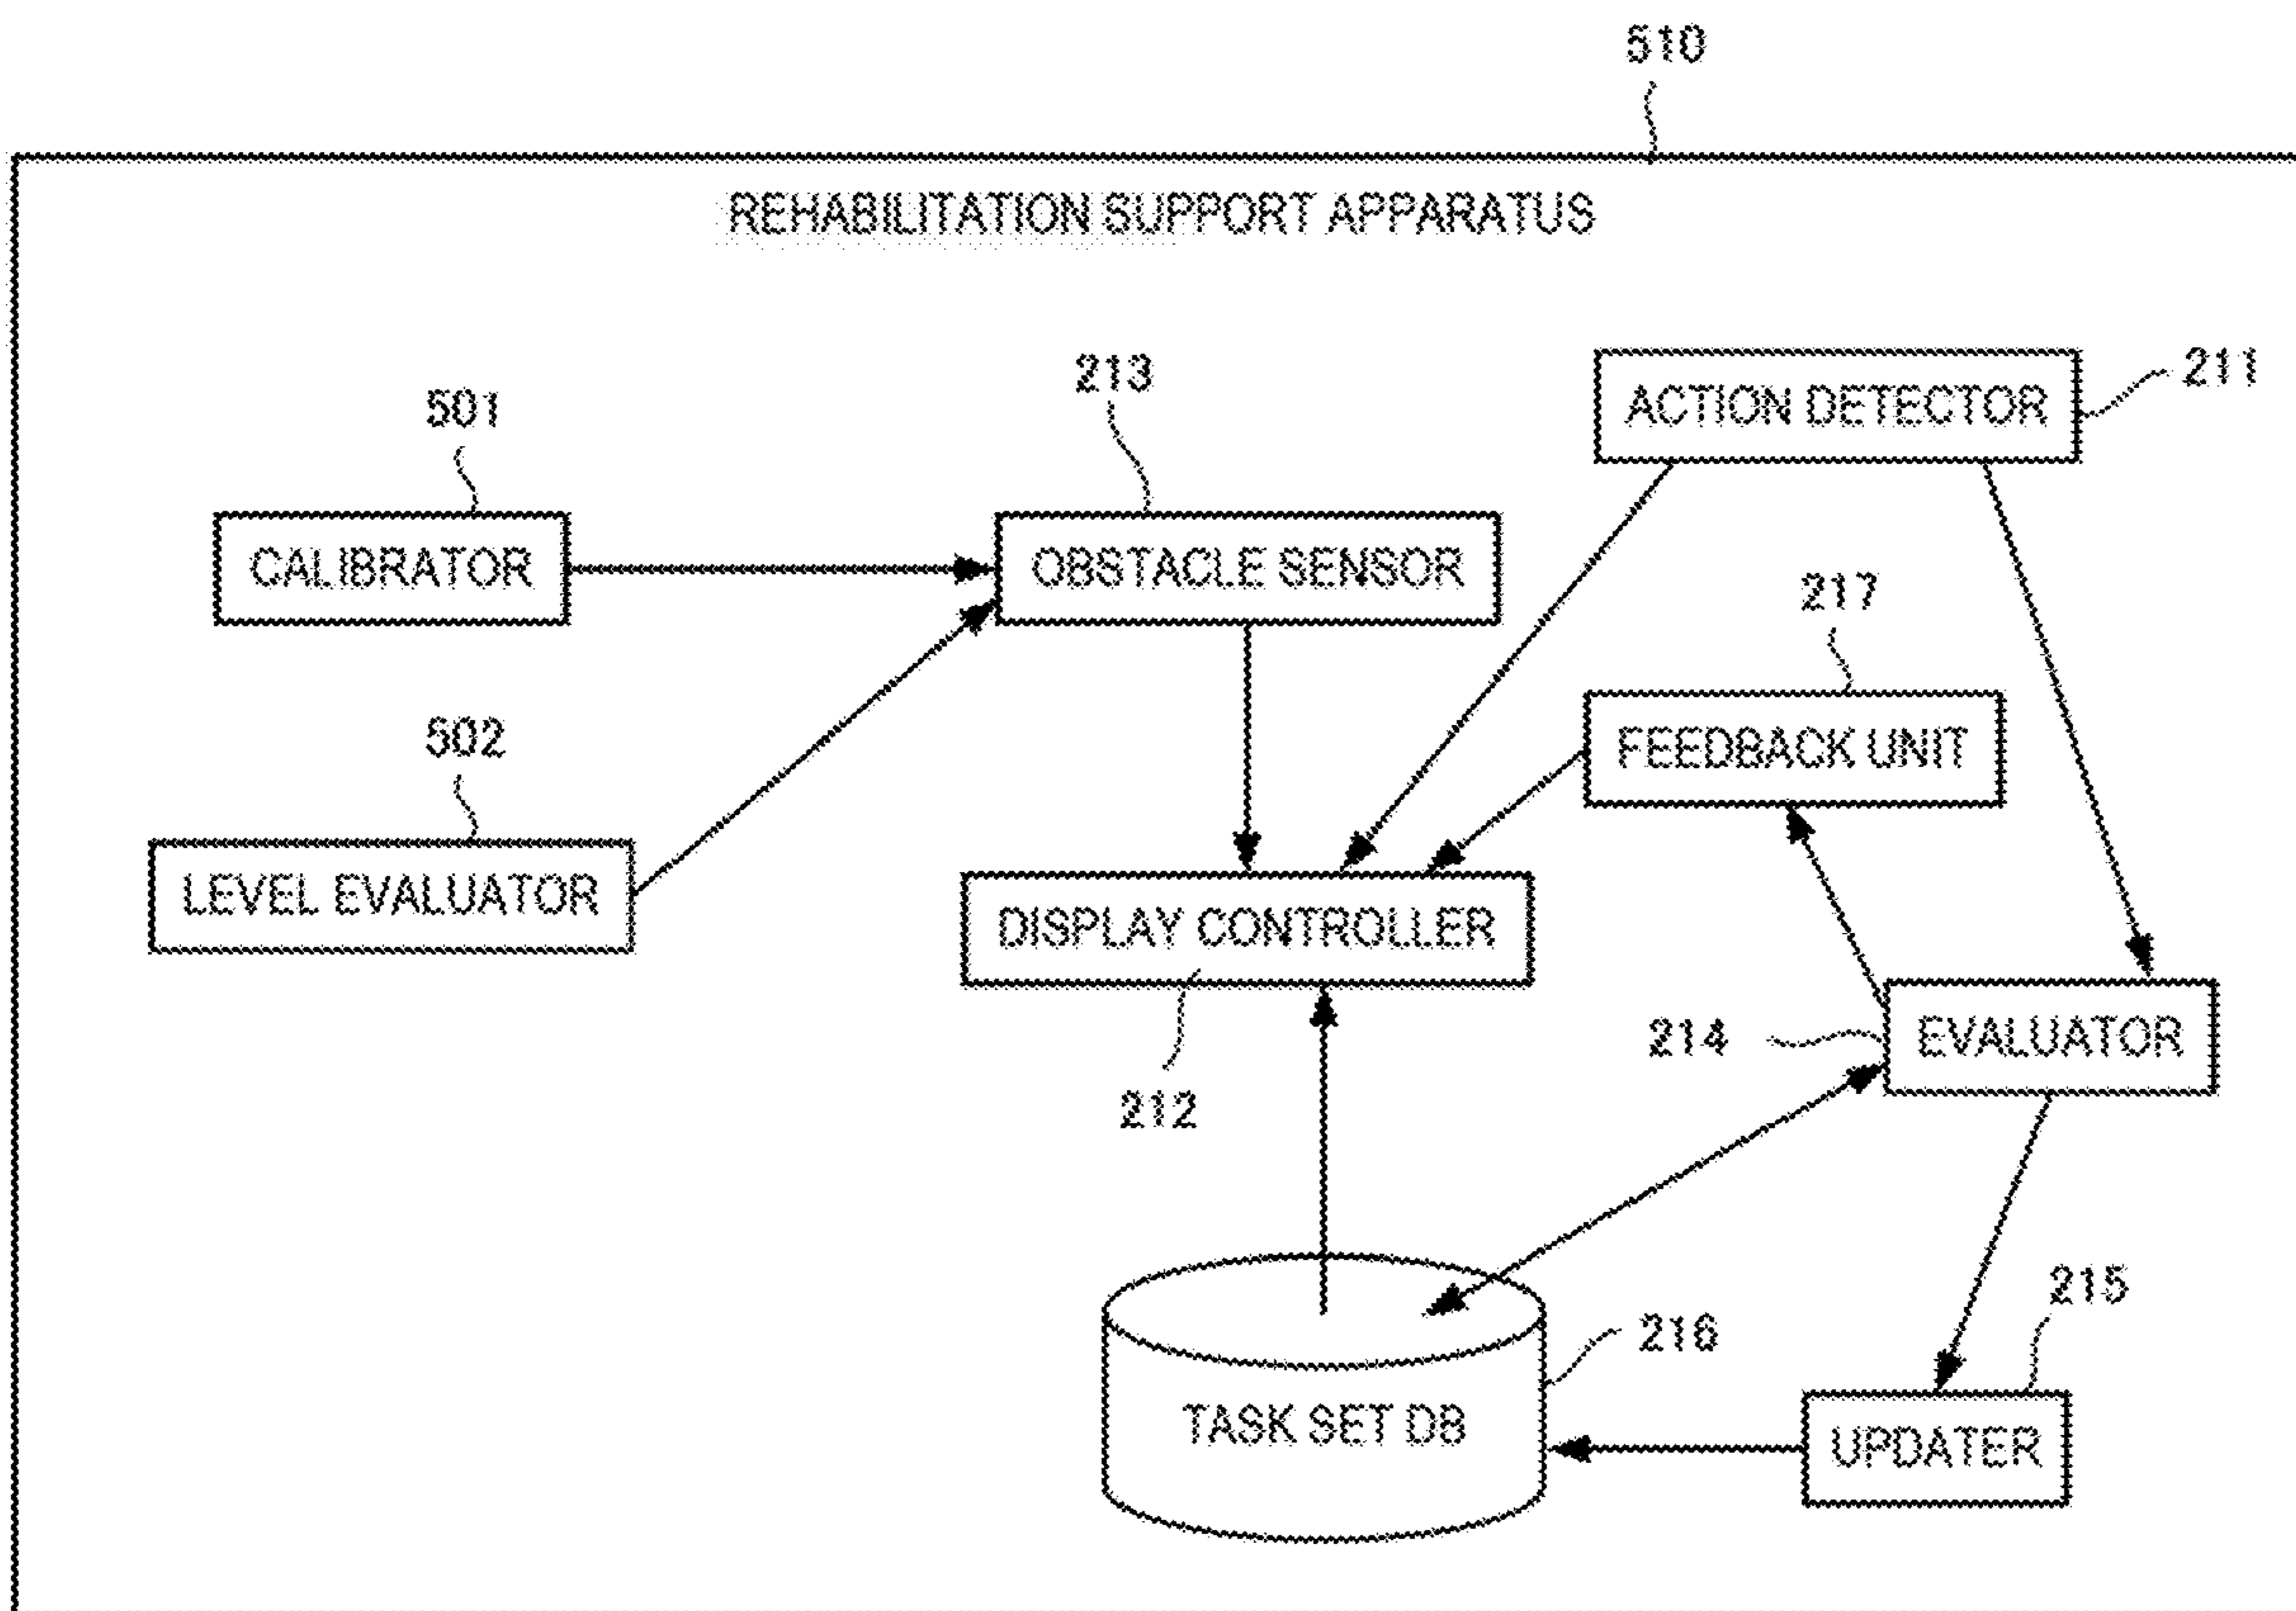 510
REHABILITATION SUPPORT APPARATUS
211
ACTION DETECTOR
213
501
OBSTACLE SENSOR
CALIBRATOR
217
FEEDBACK UNIT
502
LEVEL EVALUATOR
DISPLAY CONTROLLER
212
214
EVALUATOR
215
216
TASK SET DB
UPDATER